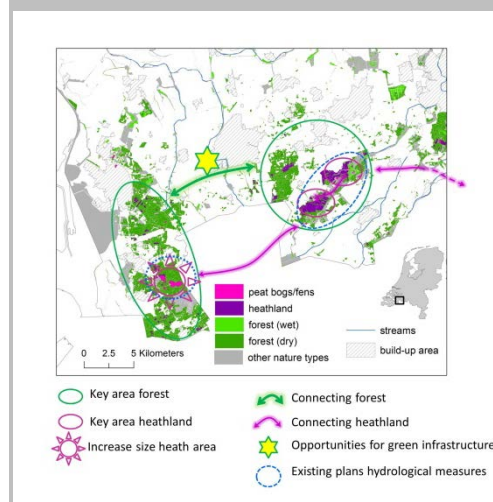 peat bogs/fens
heathland
forest (wet)
forest (dry)
other nature types
streams
build-up area
0 2.5 5 Kilometers
Key area forest
Key area heathland
Increase size heath area
Connecting forest
Connecting heathland
Opportunities for green infrastructure
Existing plans hydrological measures